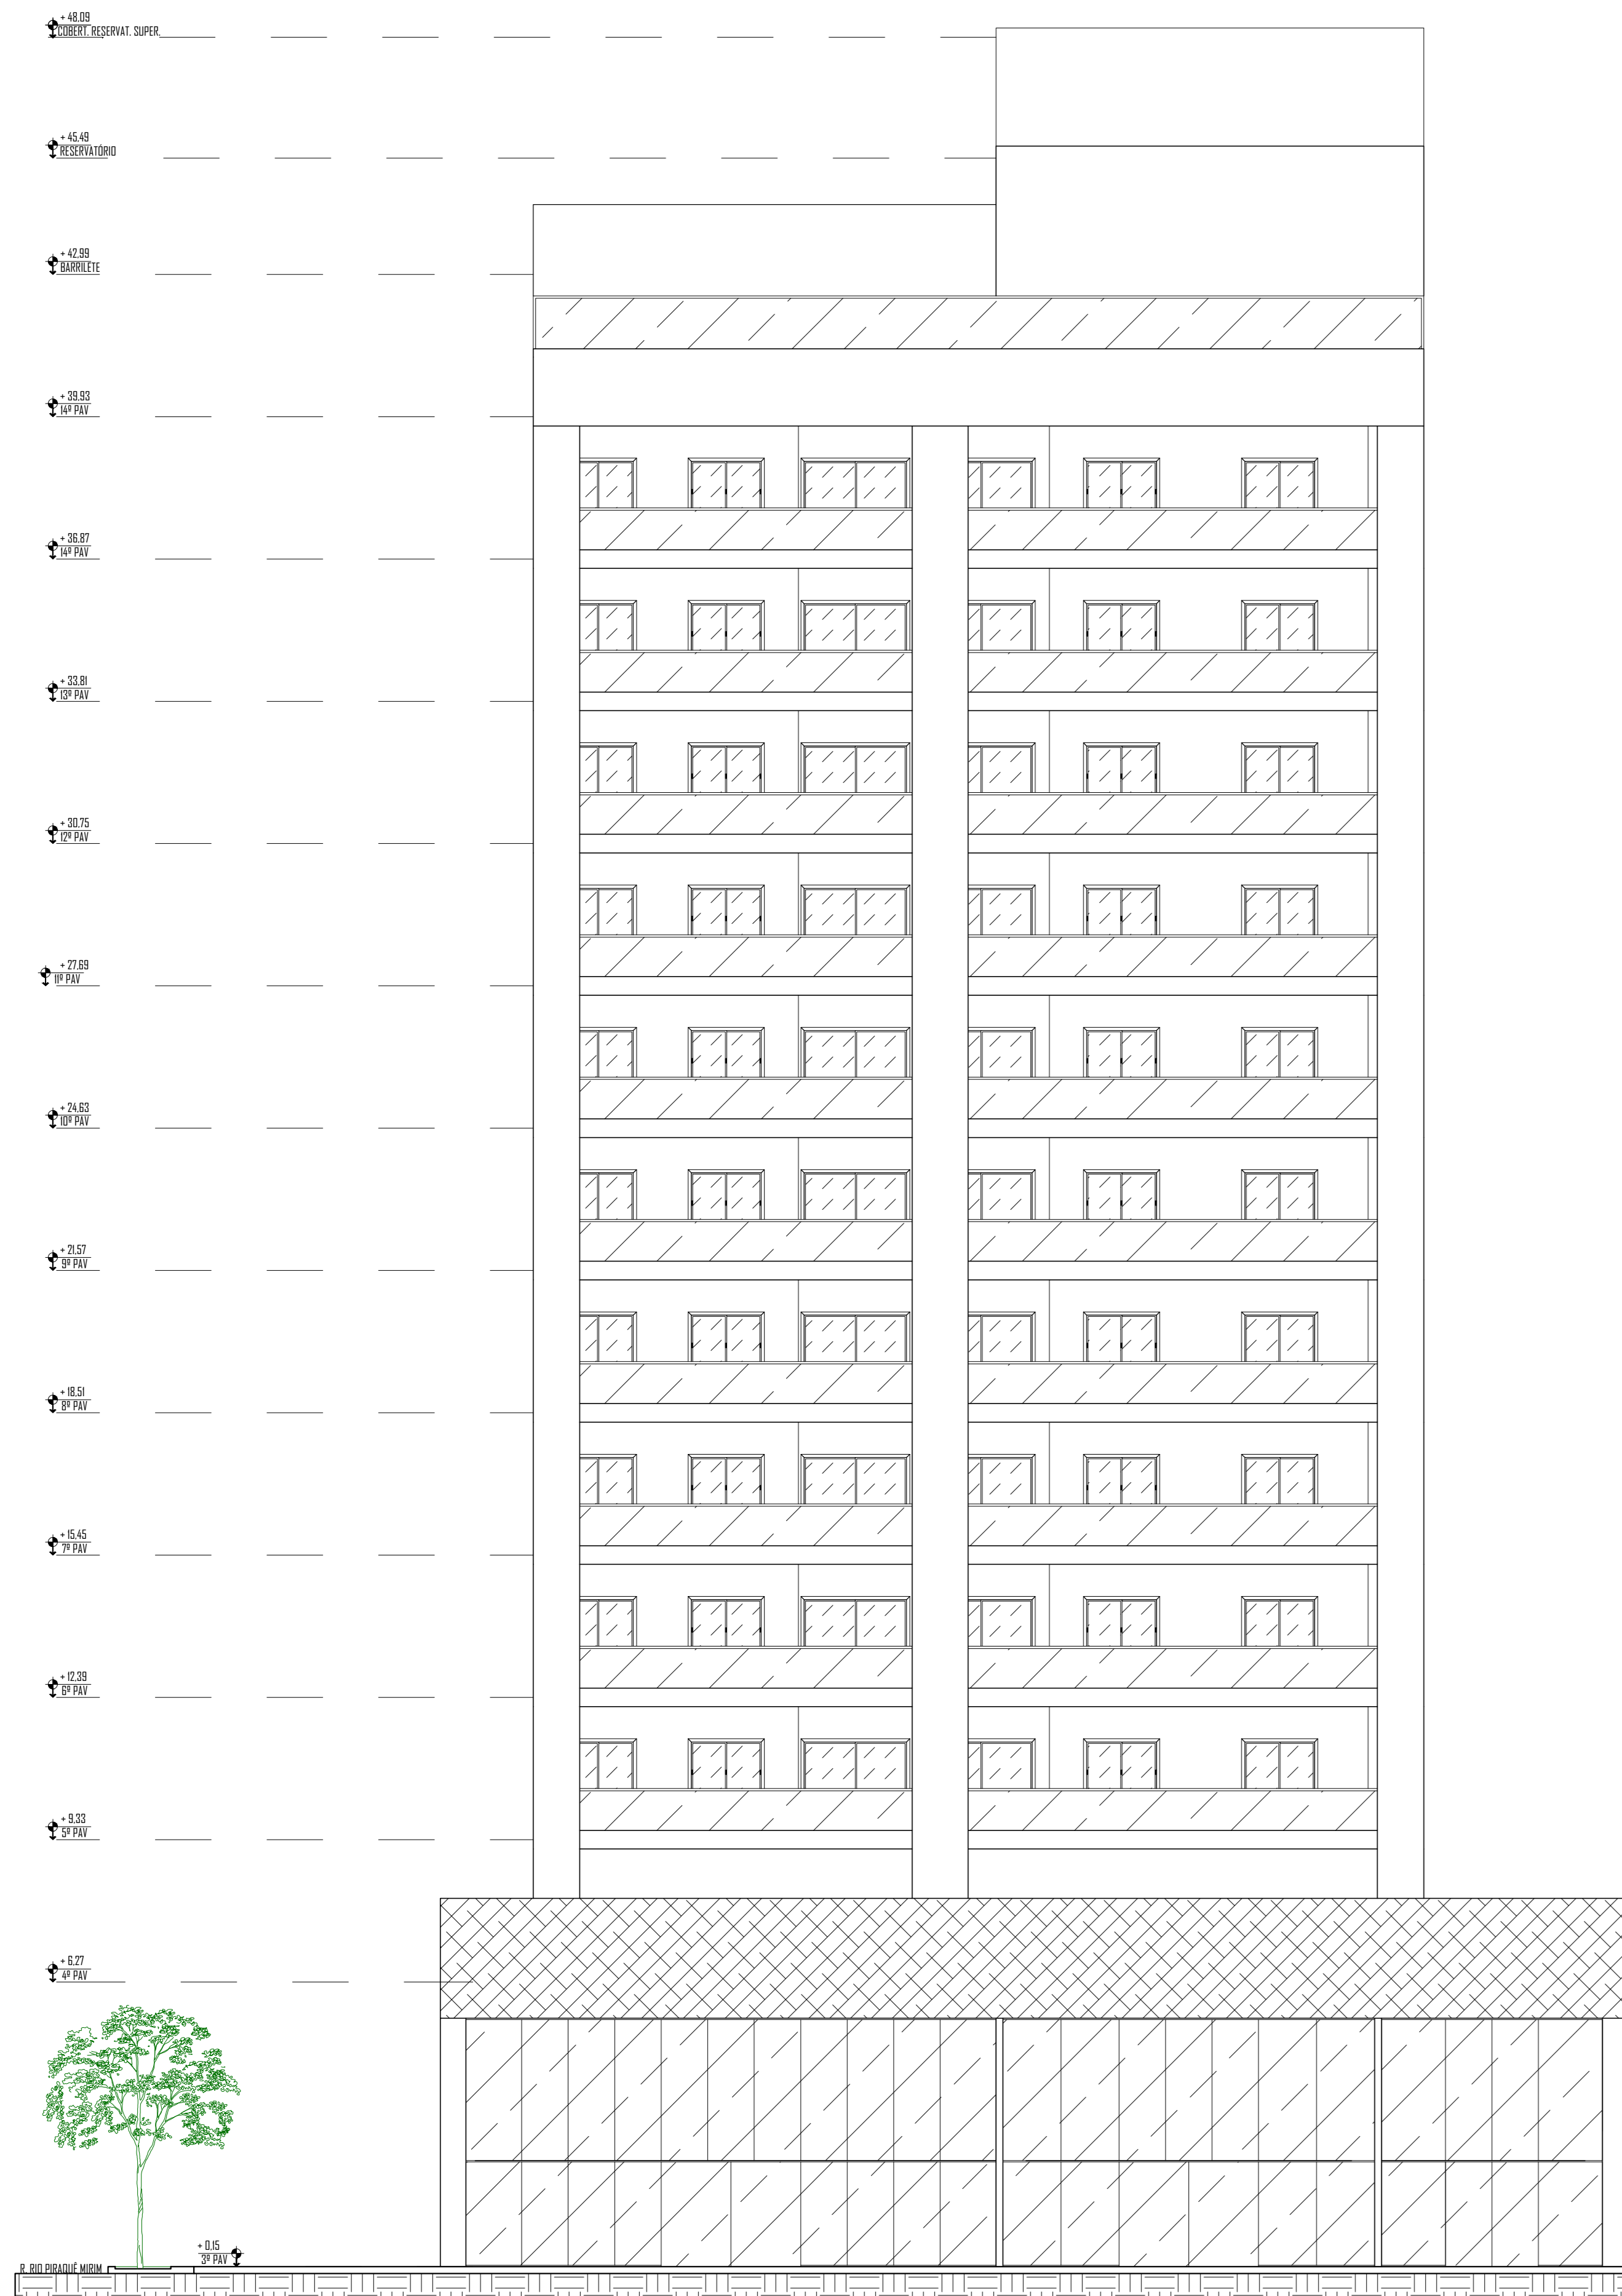 + 48.09
COBERT. RESERVAT. SUPER.
+ 45.49
RESERVATÓRIO
+ 42.99
BARRILETE
+ 39.93
14º PAV
+ 36.87
14º PAV
+ 33.81
13º PAV
+ 30.75
12º PAV
+ 27.69
11º PAV
+ 24.63
10º PAV
+ 21.57
9º PAV
+ 18.51
8º PAV
+ 15.45
7º PAV
+ 12.39
6º PAV
+ 9.33
5º PAV
+ 6.27
4º PAV
+ 0.15
3º PAV
R. RIO PIRAQUÊ MIRIM